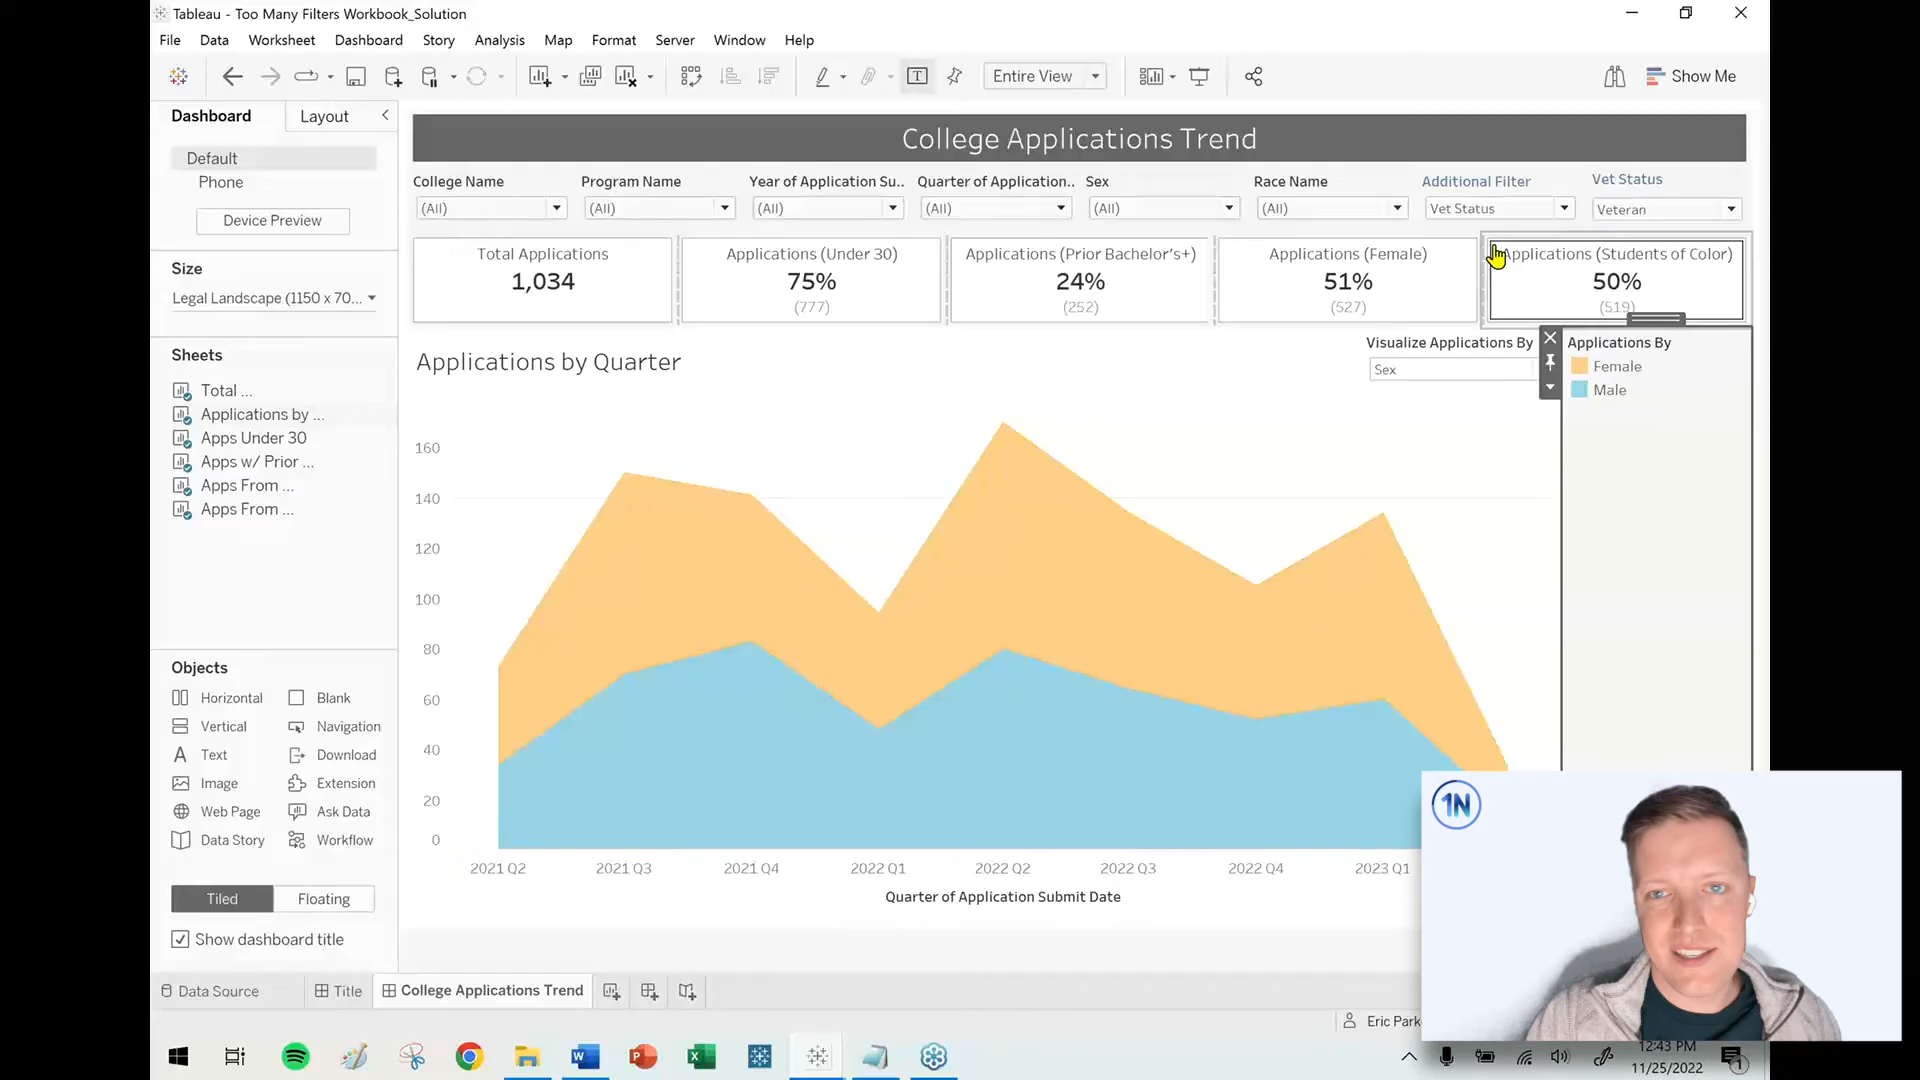 Tableau - Too Many Filters Workbook_Solution
File Data Worksheet Dashboard Story Analysis Map Format Server Window Help
Entire View
Show Me
Dashboard Layout
Default
Phone
Device Preview
Size
Legal Landscape (1150 x 70...
Sheets
Total ...
Applications by ...
Apps Under 30
Apps w/ Prior ...
Apps From ...
Apps From ...
Objects
Horizontal Blank
Vertical Navigation
Text Download
Image Extension
Web Page Ask Data
Data Story Workflow
Tiled Floating
Show dashboard title
College Applications Trend
College Name Program Name Year of Application Su.. Quarter of Application.. Sex Race Name Additional Filter Vet Status
(All) (All) (All) (All) (All) (All) Vet Status Veteran
Total Applications
1,034
Applications (Under 30)
75%
(777)
Applications (Prior Bachelor's+)
24%
(252)
Applications (Female)
51%
(527)
Applications (Students of Color)
50%
(519)
Applications by Quarter
Visualize Applications By
Sex
Applications By
Female
Male
160
140
120
100
80
60
40
20
0
2021 Q2 2021 Q3 2021 Q4 2022 Q1 2022 Q2 2022 Q3 2022 Q4 2023 Q1
Quarter of Application Submit Date
1N
Data Source Title College Applications Trend
Eric Park
12:43 PM
11/25/2022
1